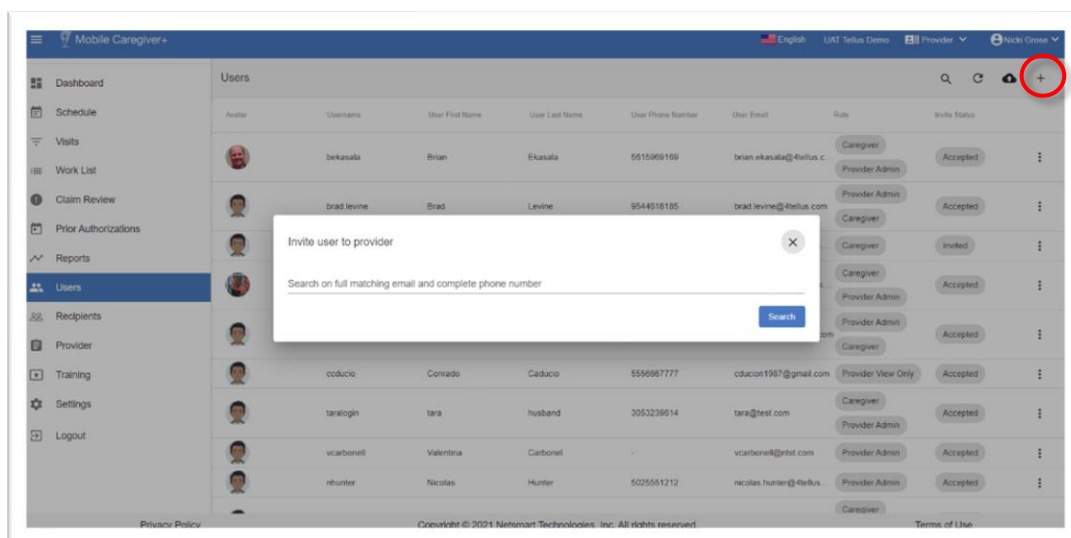 Mobile Caregiver+
English UAT Tellus Demo Provider Nicki Grose
Dashboard
Schedule
Visits
Work List
Claim Review
Prior Authorizations
Reports
Users
Recipients
Provider
Training
Settings
Logout
Users
Avatar Username User First Name User Last Name User Phone Number User Email Role Invite Status
bekasala Brian Ekasala 5615969169 brian.ekasala@4tellus.c... Caregiver Provider Admin Accepted
brad.levine Brad Levine 9544618185 brad.levine@4tellus.com Provider Admin Caregiver Accepted
Caregiver Invited
Caregiver Provider Admin Accepted
Provider Admin Caregiver Accepted
Invite user to provider
Search on full matching email and complete phone number
Search
ccducio Conrado Caducio 5556667777 cducion1987@gmail.com Provider View Only Accepted
taralogin tara husband 3053239614 tara@test.com Caregiver Provider Admin Accepted
vcarbonell Valentina Carbonel - vcarbonell@ntst.com Provider Admin Accepted
nhunter Nicolas Hunter 5025551212 nicolas.hunter@4tellus... Provider Admin Accepted
Caregiver
Privacy Policy Copyright © 2021 Netsmart Technologies, Inc. All rights reserved. Terms of Use